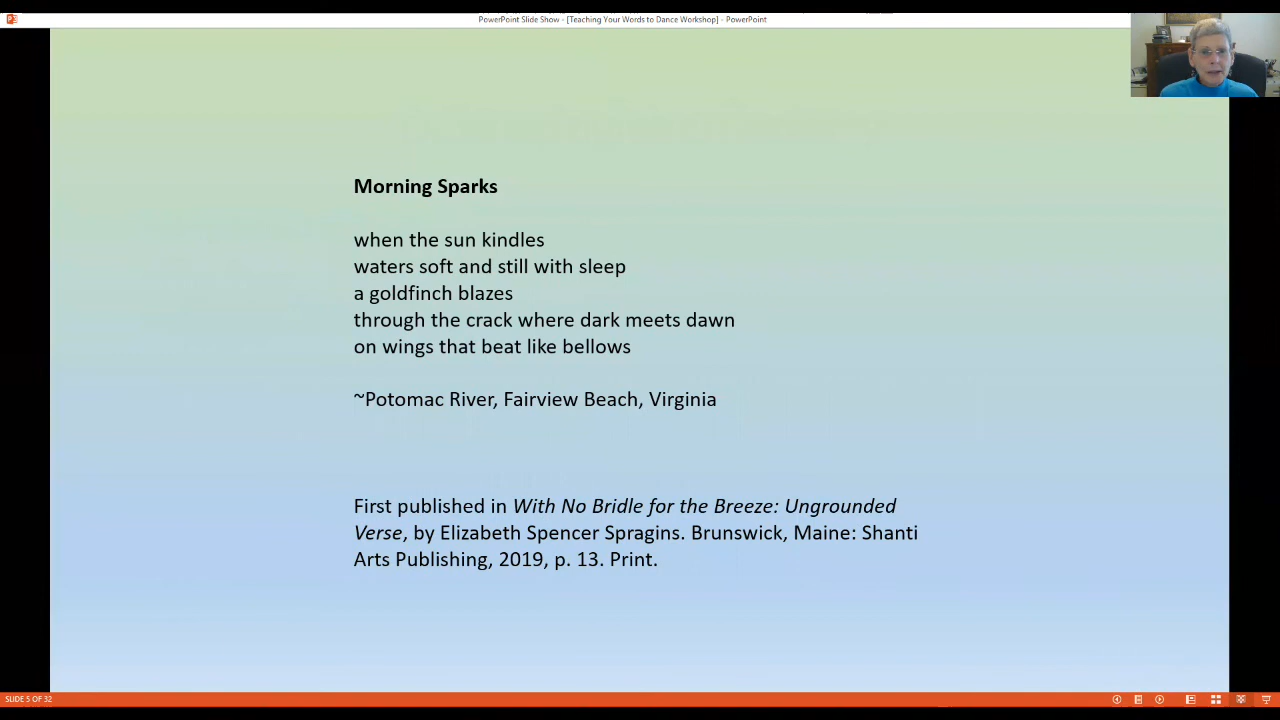 PowerPoint Slide Show - [Teaching Your Words to Dance Workshop] - PowerPoint
Morning Sparks
when the sun kindles
waters soft and still with sleep
a goldfinch blazes
through the crack where dark meets dawn
on wings that beat like bellows
~Potomac River, Fairview Beach, Virginia
First published in With No Bridle for the Breeze: Ungrounded
Verse, by Elizabeth Spencer Spragins. Brunswick, Maine: Shanti
Arts Publishing, 2019, p. 13. Print.
SLIDE 5 OF 32